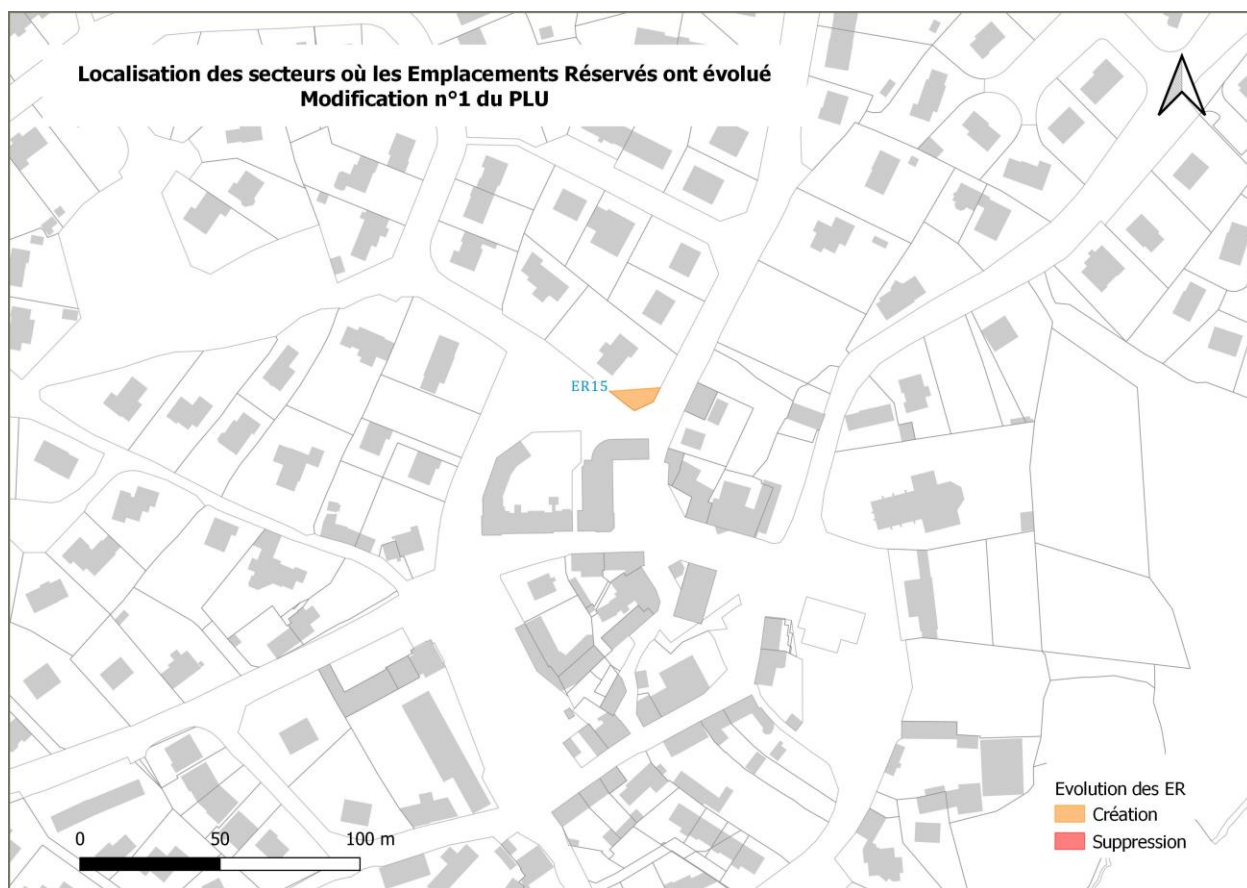 Localisation des secteurs où les Emplacements Réservés ont évolué
Modification n°1 du PLU
ER15
Evolution des ER
Création
Suppression
0 50 100 m